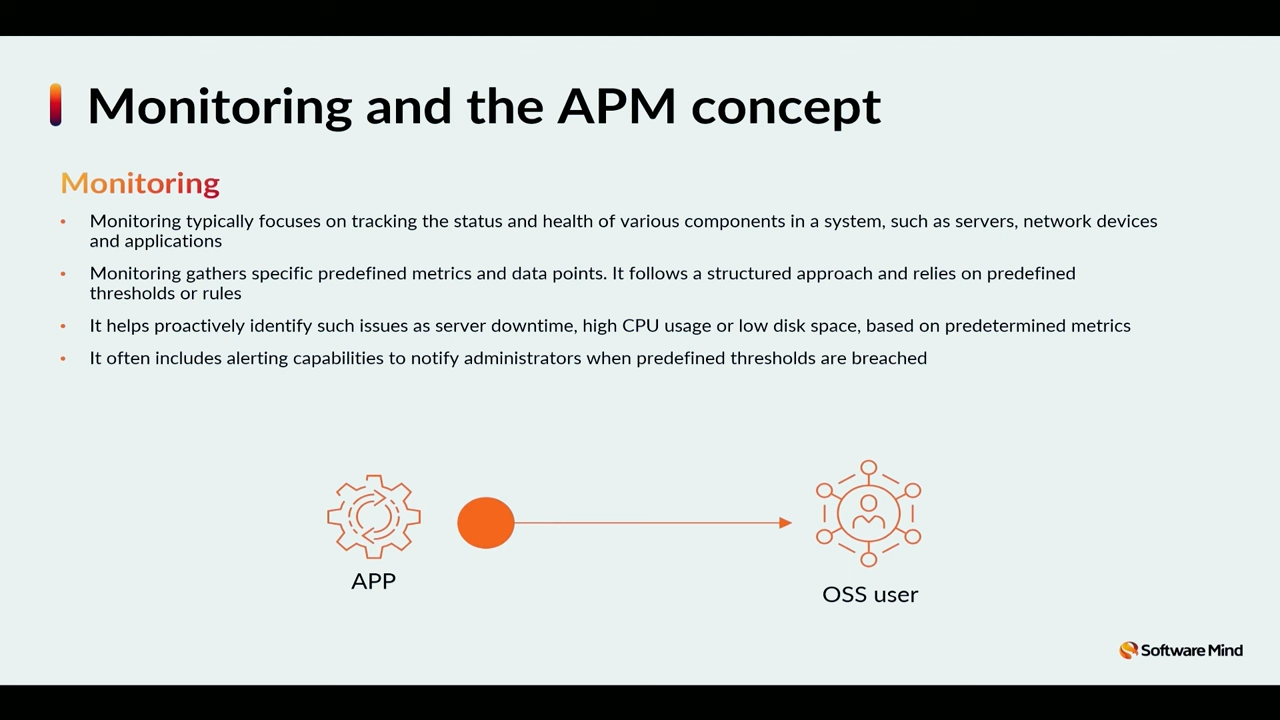 Monitoring and the APM concept
Monitoring
• Monitoring typically focuses on tracking the status and health of various components in a system, such as servers, network devices
and applications
• Monitoring gathers specific predefined metrics and data points. It follows a structured approach and relies on predefined
thresholds or rules
• It helps proactively identify such issues as server downtime, high CPU usage or low disk space, based on predetermined metrics
• It often includes alerting capabilities to notify administrators when predefined thresholds are breached
APP
OSS user
Software Mind